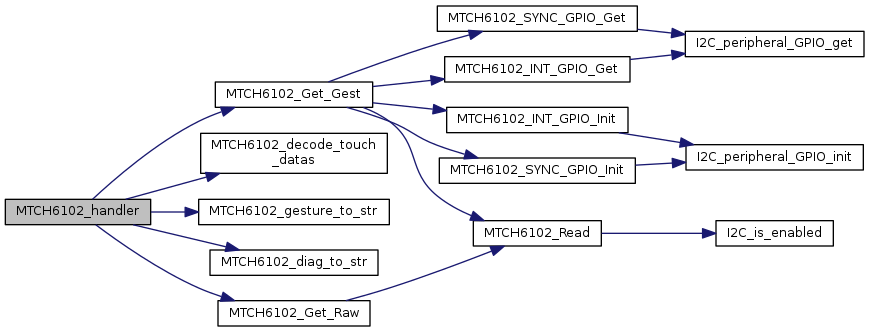 MTCH6102_SYNC_GPIO_Get
I2C_peripheral_GPIO_get
MTCH6102_INT_GPIO_Get
MTCH6102_Get_Gest
MTCH6102_INT_GPIO_Init
MTCH6102_decode_touch
_datas
I2C_peripheral_GPIO_init
MTCH6102_SYNC_GPIO_Init
MTCH6102_handler
MTCH6102_gesture_to_str
MTCH6102_Read
I2C_is_enabled
MTCH6102_diag_to_str
MTCH6102_Get_Raw